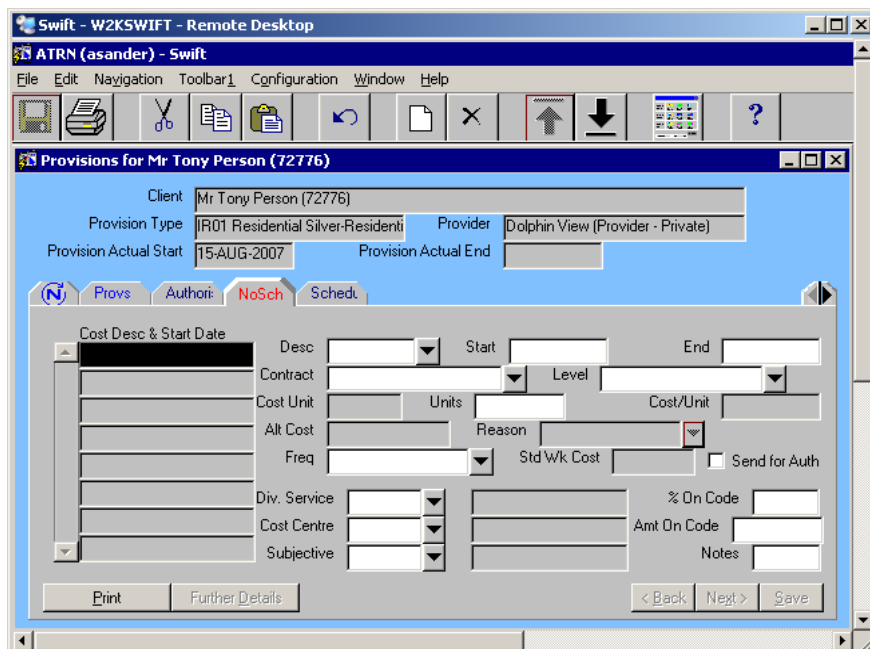 Swift - W2KSWIFT - Remote Desktop
ATRN (asander) - Swift
File Edit Navigation Toolbar1 Configuration Window Help
?
Provisions for Mr Tony Person (72776)
Client Mr Tony Person (72776)
Provision Type IR01 Residential Silver-Residenti Provider Dolphin View (Provider - Private)
Provision Actual Start 15-AUG-2007 Provision Actual End
N Provs Authori: NoSch Schedu
Cost Desc & Start Date
Desc Start End
Contract Level
Cost Unit Units Cost/Unit
Alt Cost Reason
Freq Std Wk Cost Send for Auth
Div. Service % On Code
Cost Centre Amt On Code
Subjective Notes
Print Further Details < Back Next > Save